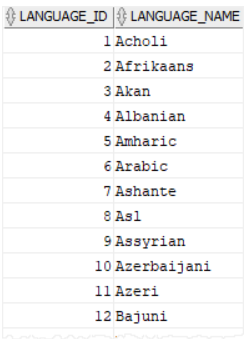 LANGUAGE_ID LANGUAGE_NAME
1 Acholi
2 Afrikaans
3 Akan
4 Albanian
5 Amharic
6 Arabic
7 Ashante
8 Asl
9 Assyrian
10 Azerbaijani
11 Azeri
12 Bajuni